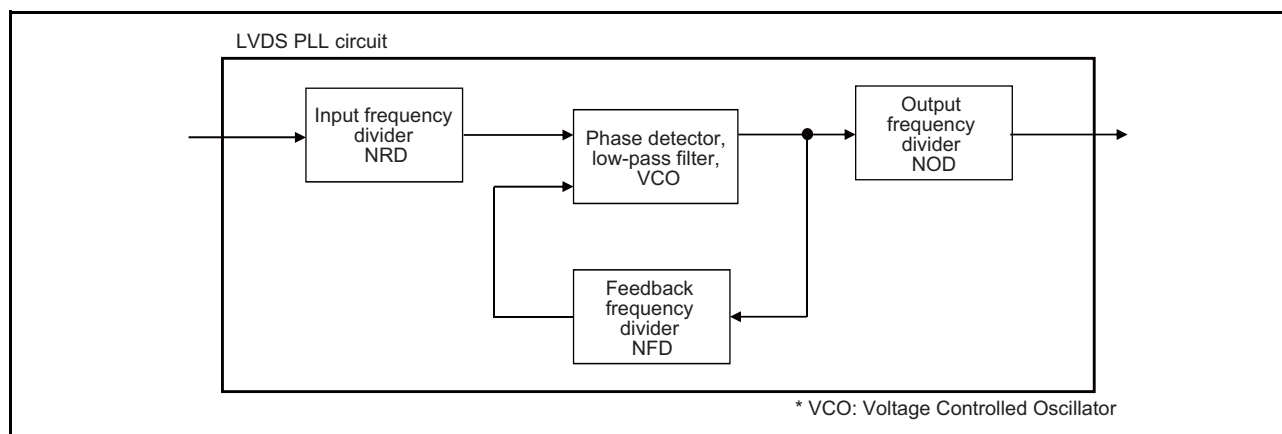 LVDS PLL circuit
Input frequency
divider
NRD
Phase detector,
low-pass filter,
VCO
Output
frequency
divider
NOD
Feedback
frequency
divider
NFD
* VCO: Voltage Controlled Oscillator